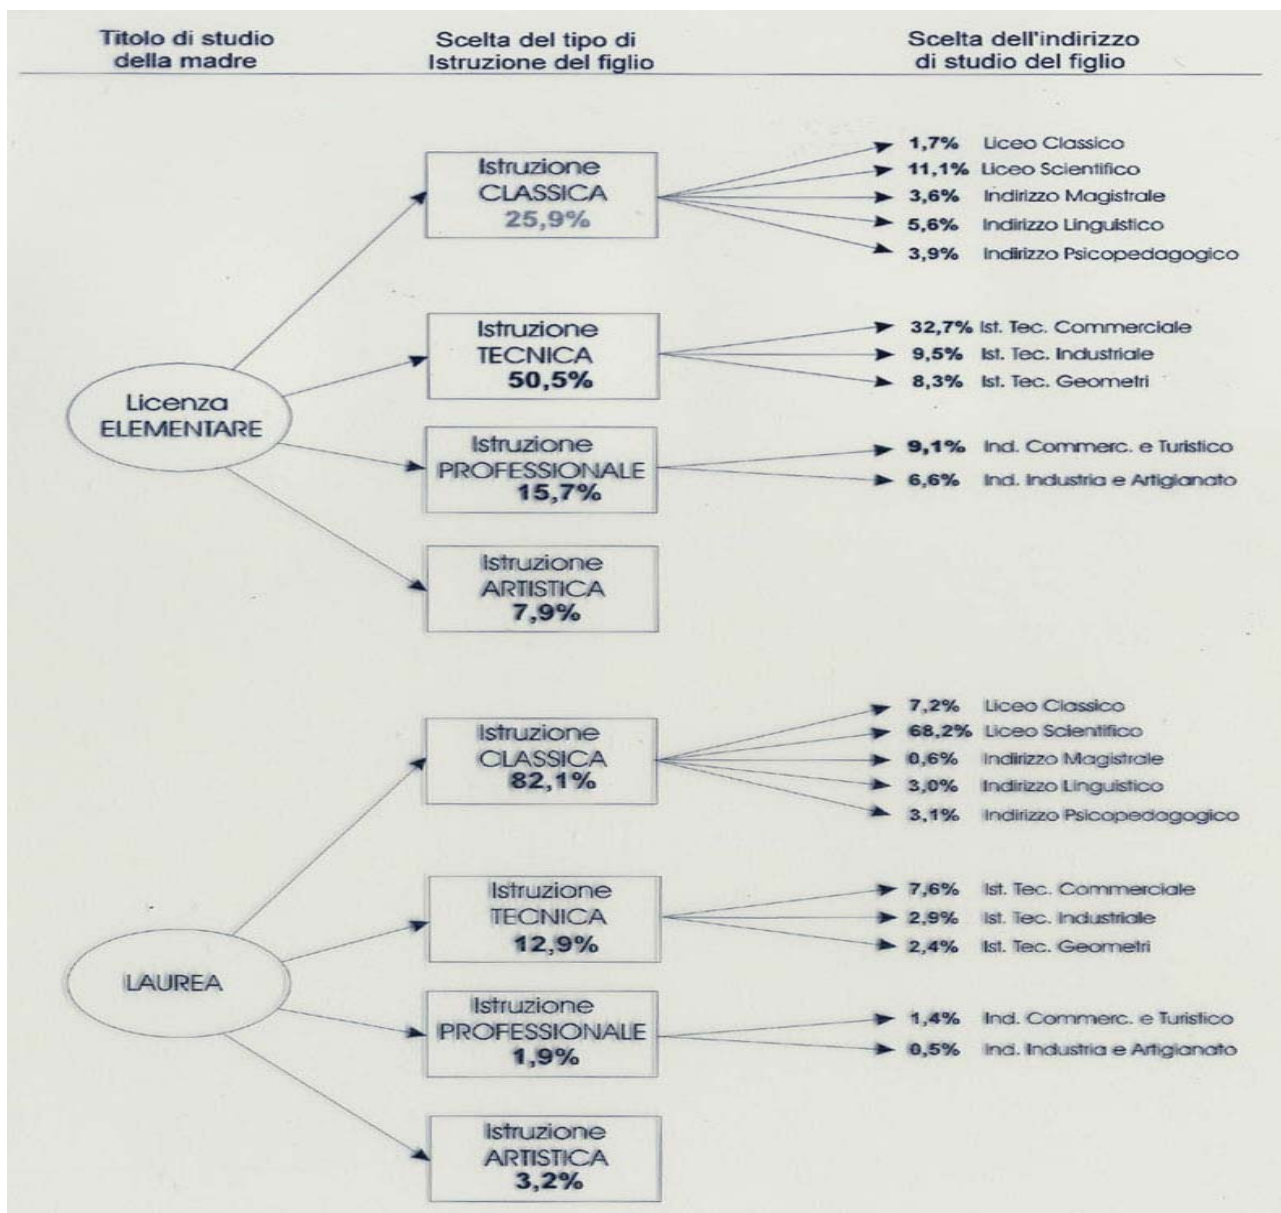 Titolo di studio
della madre
Scelta del tipo di
Istruzione del figlio
Scelta dell'indirizzo
di studio del figlio
Licenza
ELEMENTARE
Istruzione
CLASSICA
25,9%
1,7% Liceo Classico
11,1% Liceo Scientifico
3,6% Indirizzo Magistrale
5,6% Indirizzo Linguistico
3,9% Indirizzo Psicopedagogico
Istruzione
TECNICA
50,5%
32,7% Ist. Tec. Commerciale
9,5% Ist. Tec. Industriale
8,3% Ist. Tec. Geometri
Istruzione
PROFESSIONALE
15,7%
9,1% Ind. Commerc. e Turistico
6,6% Ind. Industria e Artigianato
Istruzione
ARTISTICA
7,9%
LAUREA
Istruzione
CLASSICA
82,1%
7,2% Liceo Classico
68,2% Liceo Scientifico
0,6% Indirizzo Magistrale
3,0% Indirizzo Linguistico
3,1% Indirizzo Psicopedagogico
Istruzione
TECNICA
12,9%
7,6% Ist. Tec. Commerciale
2,9% Ist. Tec. Industriale
2,4% Ist. Tec. Geometri
Istruzione
PROFESSIONALE
1,9%
1,4% Ind. Commerc. e Turistico
0,5% Ind. Industria e Artigianato
Istruzione
ARTISTICA
3,2%